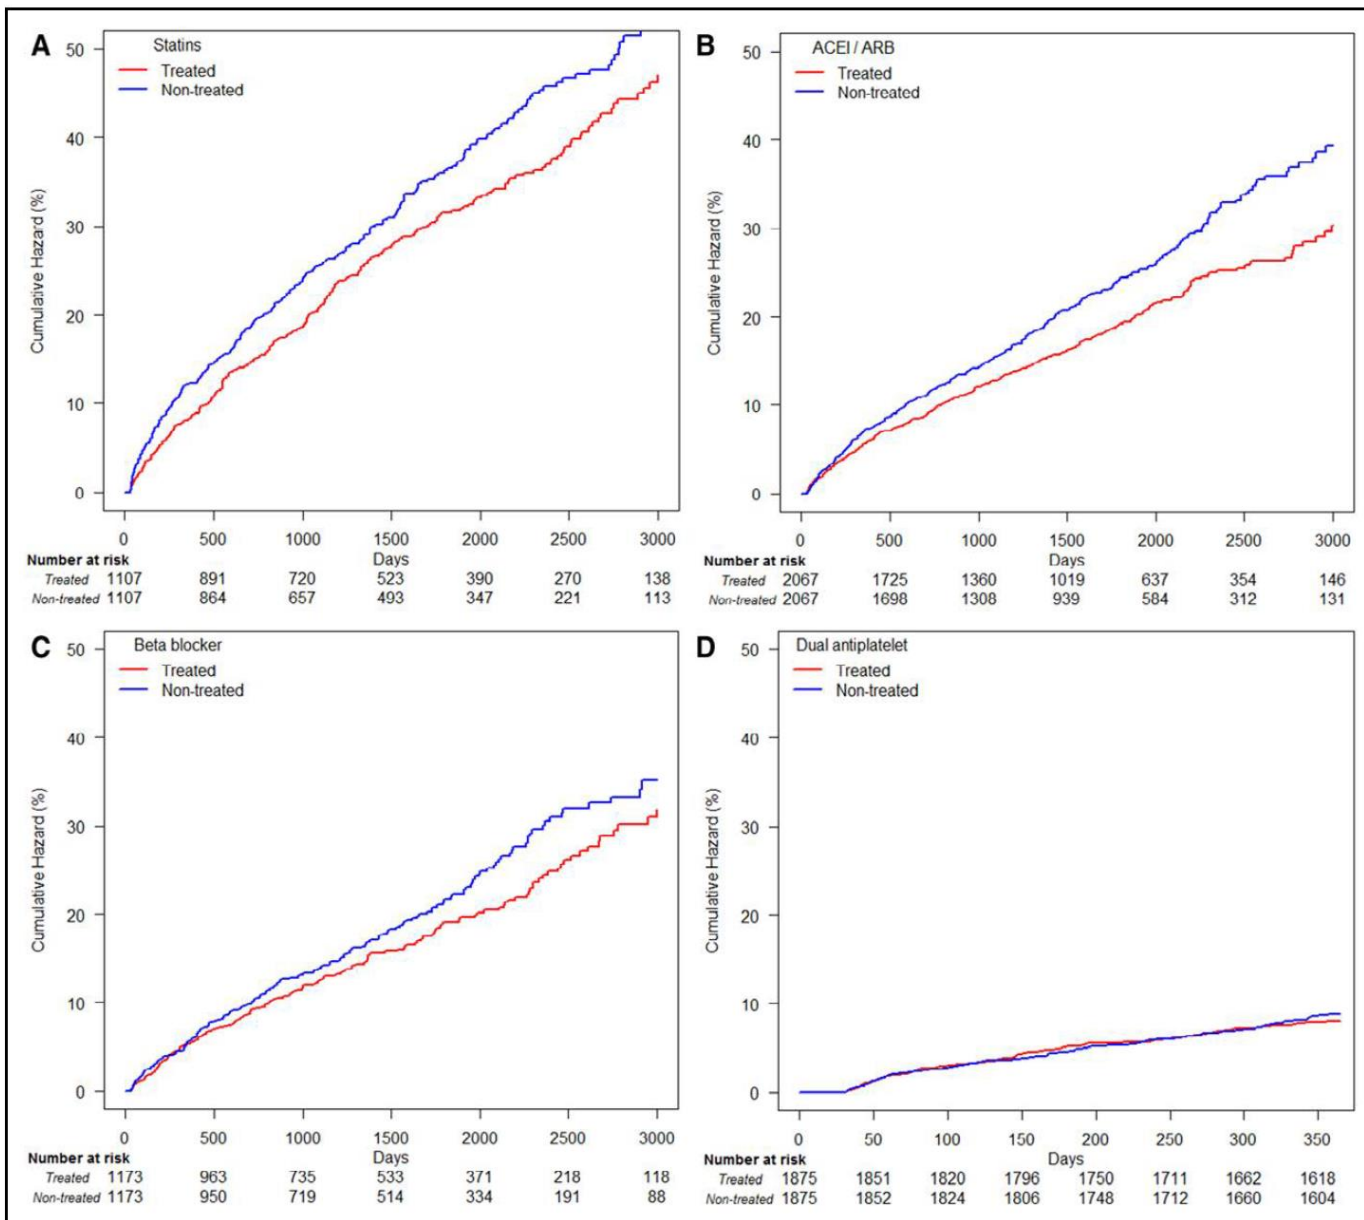 A
Statins
Treated
Non-treated
50
40
30
20
10
0
Cumulative Hazard (%)
0 500 1000 1500 2000 2500 3000
Days
Number at risk
Treated 1107 891 720 523 390 270 138
Non-treated 1107 864 657 493 347 221 113
B
ACEI / ARB
Treated
Non-treated
50
40
30
20
10
0
Cumulative Hazard (%)
0 500 1000 1500 2000 2500 3000
Days
Number at risk
Treated 2067 1725 1360 1019 637 354 146
Non-treated 2067 1698 1308 939 584 312 131
C
Beta blocker
Treated
Non-treated
50
40
30
20
10
0
Cumulative Hazard (%)
0 500 1000 1500 2000 2500 3000
Days
Number at risk
Treated 1173 963 735 533 371 218 118
Non-treated 1173 950 719 514 334 191 88
D
Dual antiplatelet
Treated
Non-treated
50
40
30
20
10
0
Cumulative Hazard (%)
0 50 100 150 200 250 300 350
Days
Number at risk
Treated 1875 1851 1820 1796 1750 1711 1662 1618
Non-treated 1875 1852 1824 1806 1748 1712 1660 1604